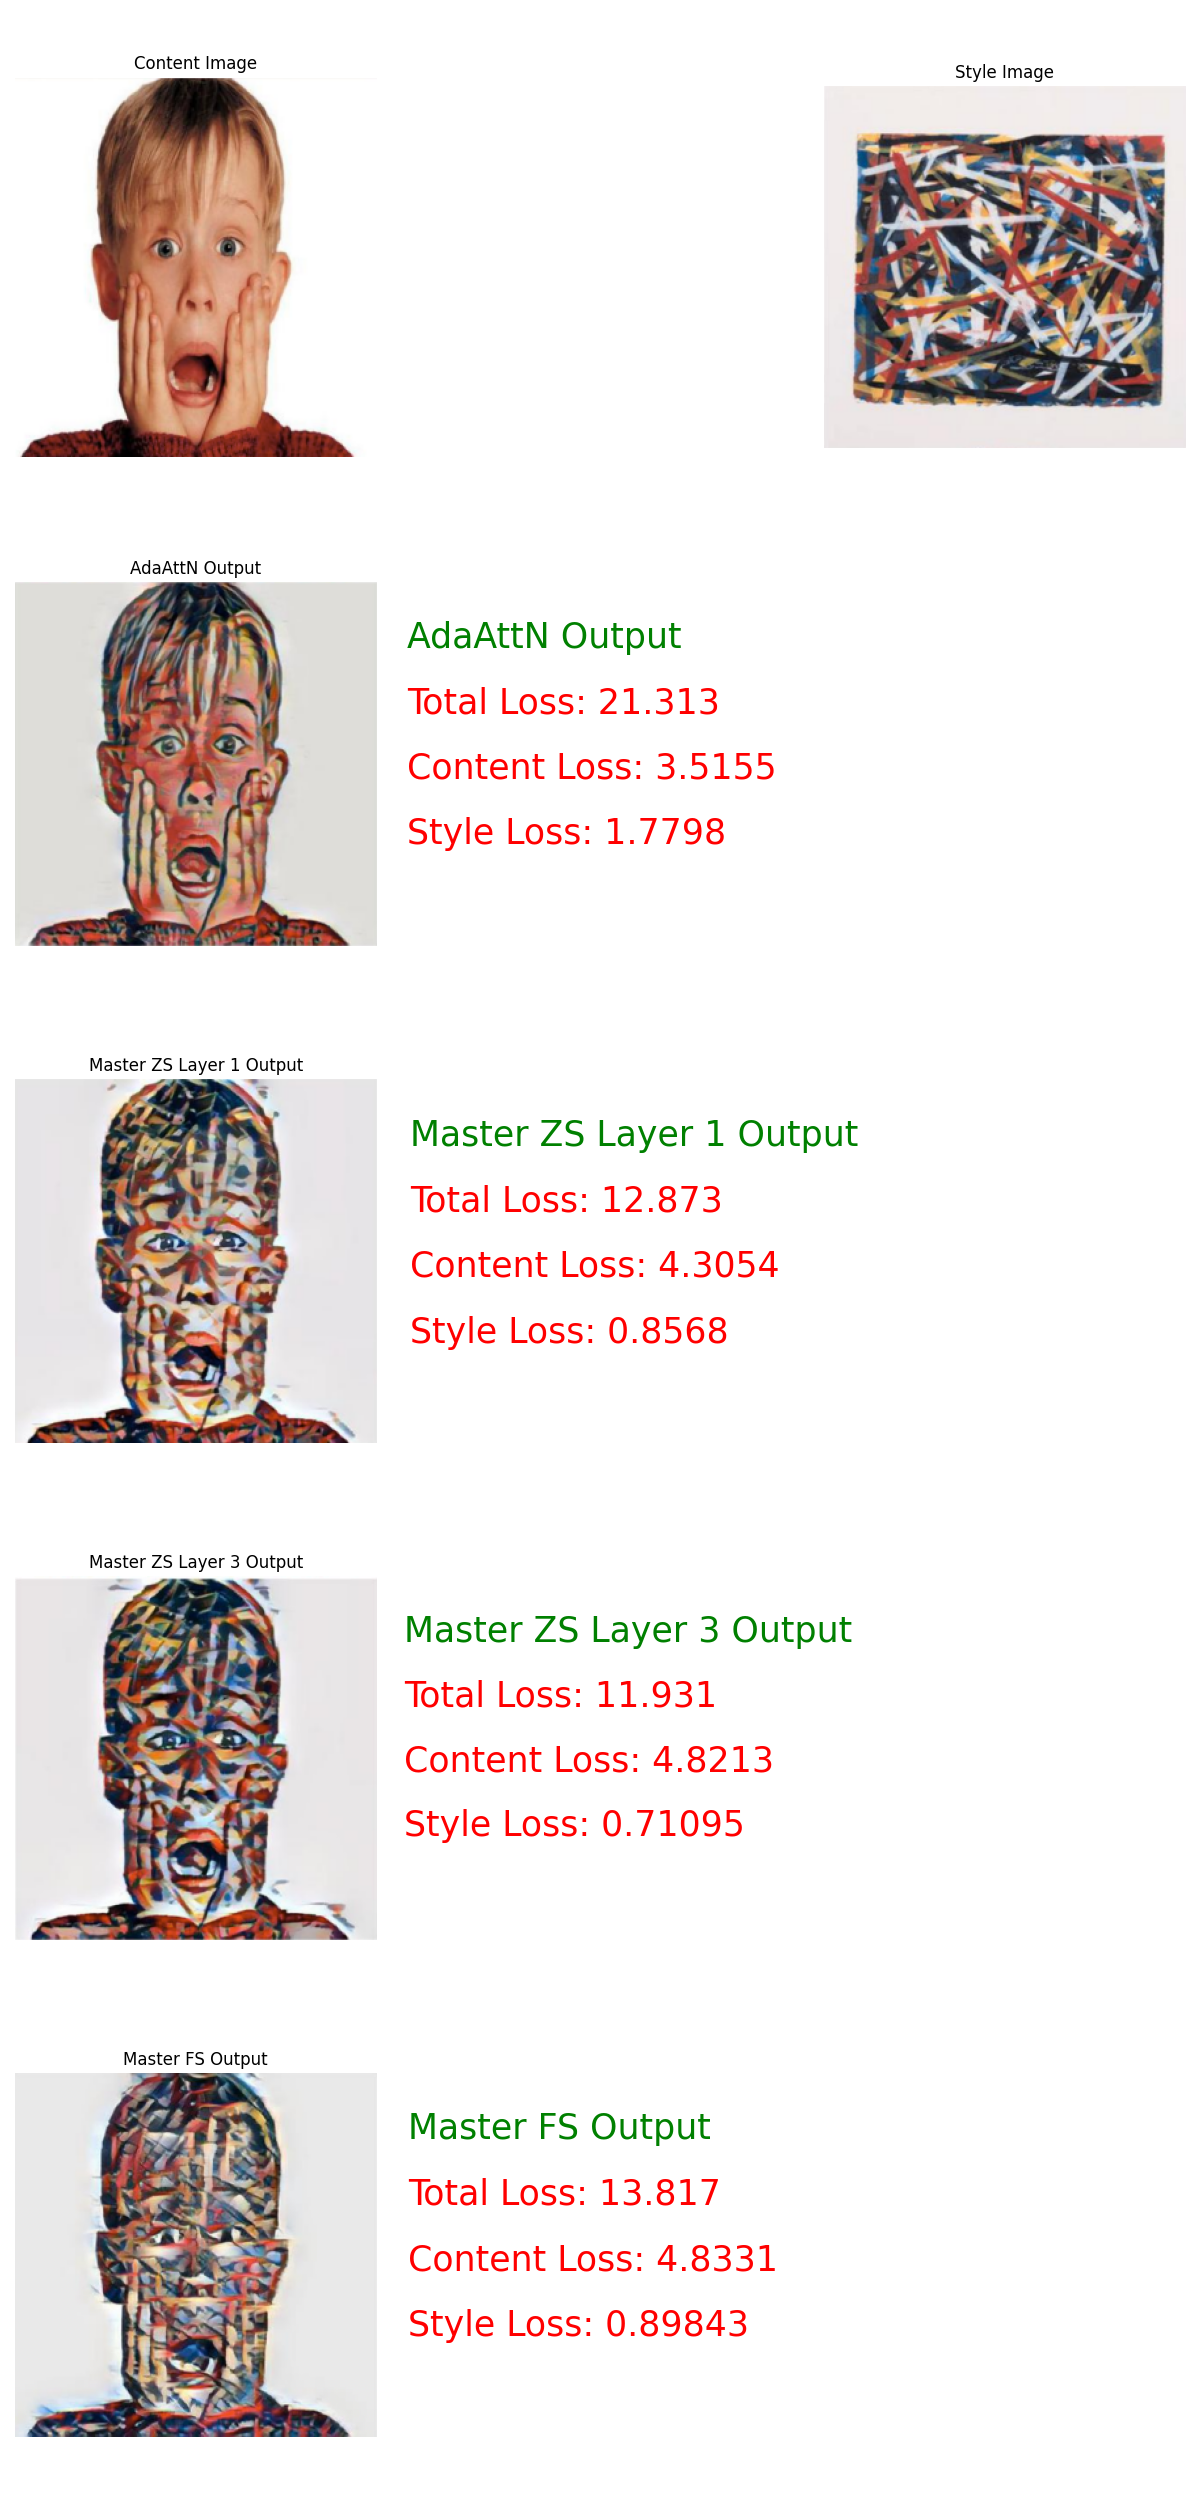 Content Image
Style Image
AdaAttN Output
AdaAttN Output
Total Loss: 21.313
Content Loss: 3.5155
Style Loss: 1.7798
Master ZS Layer 1 Output
Master ZS Layer 1 Output
Total Loss: 12.873
Content Loss: 4.3054
Style Loss: 0.8568
Master ZS Layer 3 Output
Master ZS Layer 3 Output
Total Loss: 11.931
Content Loss: 4.8213
Style Loss: 0.71095
Master FS Output
Master FS Output
Total Loss: 13.817
Content Loss: 4.8331
Style Loss: 0.89843